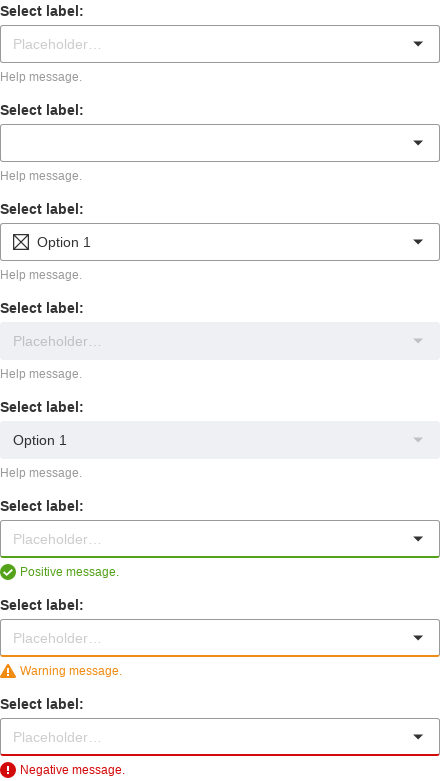 Select label:
Placeholder…
Help message.
Select label:
Help message.
Select label:
Option 1
Help message.
Select label:
Placeholder…
Help message.
Select label:
Option 1
Help message.
Select label:
Placeholder…
Positive message.
Select label:
Placeholder…
Warning message.
Select label:
Placeholder…
Negative message.